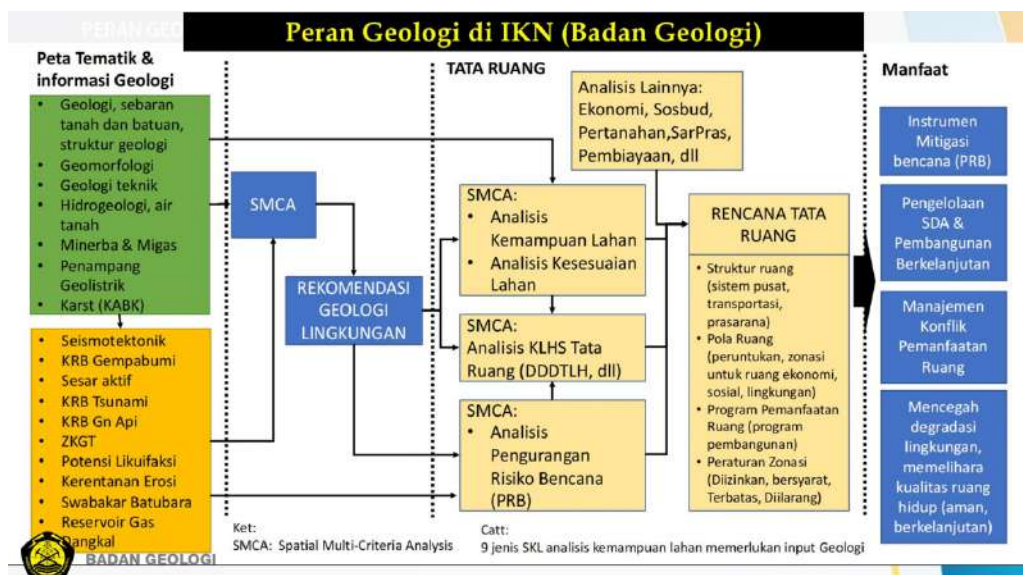 Peran Geologi di IKN (Badan Geologi)
Peta Tematik &
informasi Geologi
• Geologi, sebaran
tanah dan batuan,
struktur geologi
• Geomorfologi
• Geologi teknik
• Hidrogeologi, air
tanah
• Minerba & Migas
• Penampang
Geolistrik
• Karst (KABK)
• Seismotektonik
• KRB Gempabumi
• Sesar aktif
• KRB Tsunami
• KRB Gn Api
• ZKGT
• Potensi Likuifaksi
• Kerentanan Erosi
• Swabakar Batubara
• Reservoir Gas
Dangkal
BADAN GEOLOGI
SMCA
REKOMENDASI
GEOLOGI
LINGKUNGAN
Ket:
SMCA: Spatial Multi-Criteria Analysis
TATA RUANG
Analisis Lainnya:
Ekonomi, Sosbud,
Pertanahan,SarPras,
Pembiayaan, dll
SMCA:
• Analisis
Kemampuan Lahan
• Analisis Kesesuaian
Lahan
SMCA:
Analisis KLHS Tata
Ruang (DDDTLH, dll)
SMCA:
• Analisis
Pengurangan
Risiko Bencana
(PRB)
RENCANA TATA
RUANG
• Struktur ruang
(sistem pusat,
transportasi,
prasarana)
• Pola Ruang
(peruntukan, zonasi
untuk ruang ekonomi,
sosial, lingkungan)
• Program Pemanfaatan
Ruang (program
pembangunan)
• Peraturan Zonasi
(Diizinkan, bersyarat,
Terbatas, Diilarang)
Catt:
9 jenis SKL analisis kemampuan lahan memerlukan input Geologi
Manfaat
Instrumen
Mitigasi
bencana (PRB)
Pengelolaan
SDA &
Pembangunan
Berkelanjutan
Manajemen
Konflik
Pemanfaatan
Ruang
Mencegah
degradasi
lingkungan,
memelihara
kualitas ruang
hidup (aman,
berkelanjutan)